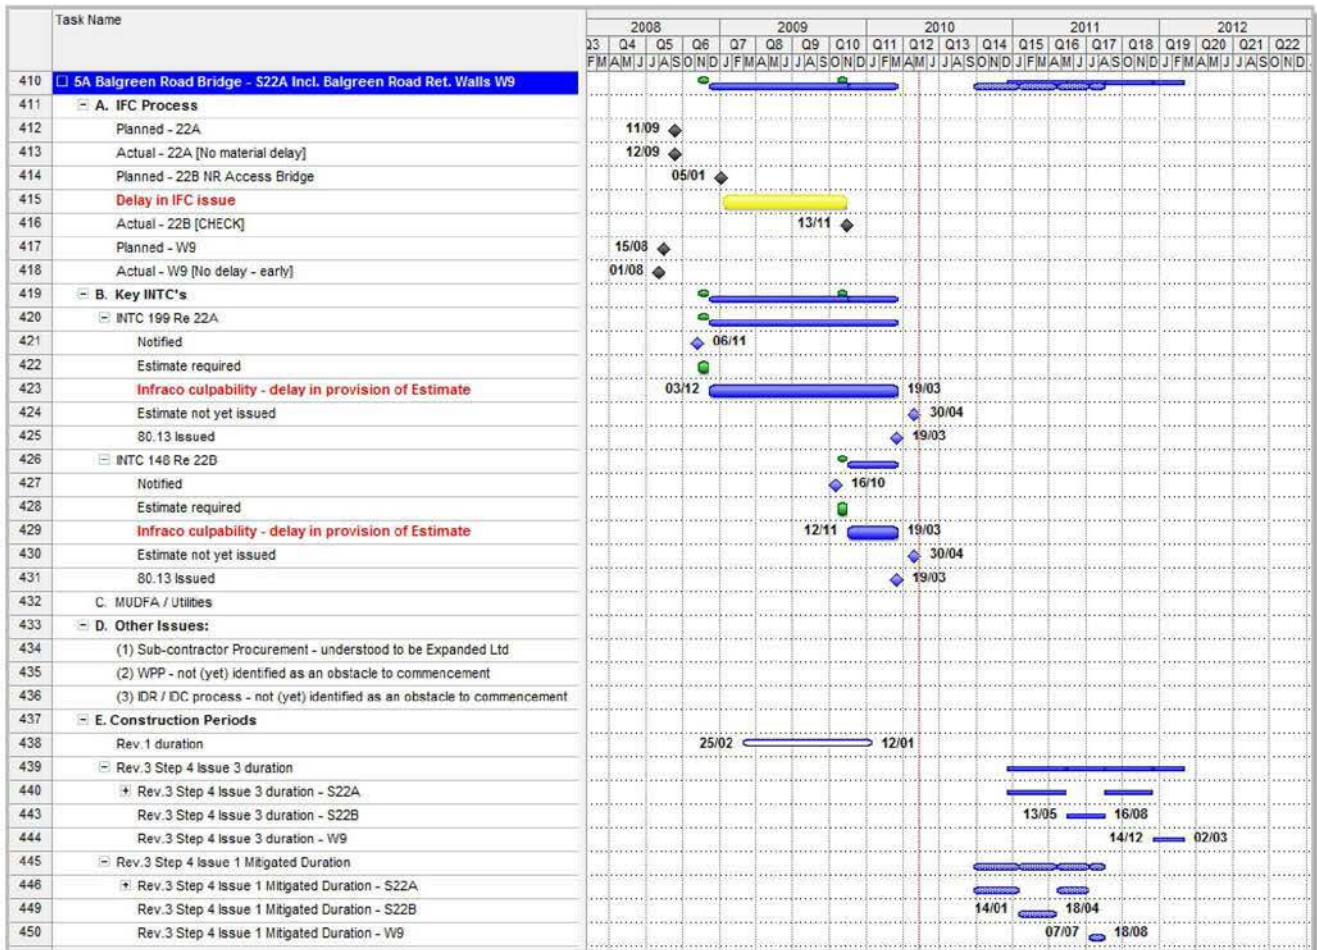 Task Name
2008 2009 2010 2011 2012
Q3 Q4 Q5 Q6 Q7 Q8 Q9 Q10 Q11 Q12 Q13 Q14 Q15 Q16 Q17 Q18 Q19 Q20 Q21 Q22
F M A M J J A S O N D J F M A M J J A S O N D J F M A M J J A S O N D J F M A M J J A S O N D J F M A M J J A S O N D
410 5A Balgreen Road Bridge - S22A Incl. Balgreen Road Ret. Walls W9
411 A. IFC Process
412 Planned - 22A 11/09
413 Actual - 22A [No material delay] 12/09
414 Planned - 22B NR Access Bridge 05/01
415 Delay in IFC issue
416 Actual - 22B [CHECK] 13/11
417 Planned - W9 15/08
418 Actual - W9 [No delay - early] 01/08
419 B. Key INTC's
420 INTC 199 Re 22A
421 Notified 06/11
422 Estimate required
423 Infraco culpability - delay in provision of Estimate 03/12 19/03
424 Estimate not yet issued 30/04
425 80.13 Issued 19/03
426 INTC 148 Re 22B
427 Notified 16/10
428 Estimate required
429 Infraco culpability - delay in provision of Estimate 12/11 19/03
430 Estimate not yet issued 30/04
431 80.13 Issued 19/03
432 C. MUDFA / Utilities
433 D. Other Issues:
434 (1) Sub-contractor Procurement - understood to be Expanded Ltd
435 (2) WPP - not (yet) identified as an obstacle to commencement
436 (3) IDR / IDC process - not (yet) identified as an obstacle to commencement
437 E. Construction Periods
438 Rev.1 duration 25/02 12/01
439 Rev.3 Step 4 Issue 3 duration
440 Rev.3 Step 4 Issue 3 duration - S22A
443 Rev.3 Step 4 Issue 3 duration - S22B 13/05 16/08
444 Rev.3 Step 4 Issue 3 duration - W9 14/12 02/03
445 Rev.3 Step 4 Issue 1 Mitigated Duration
446 Rev.3 Step 4 Issue 1 Mitigated Duration - S22A
449 Rev.3 Step 4 Issue 1 Mitigated Duration - S22B 14/01 18/04
450 Rev.3 Step 4 Issue 1 Mitigated Duration - W9 07/07 18/08